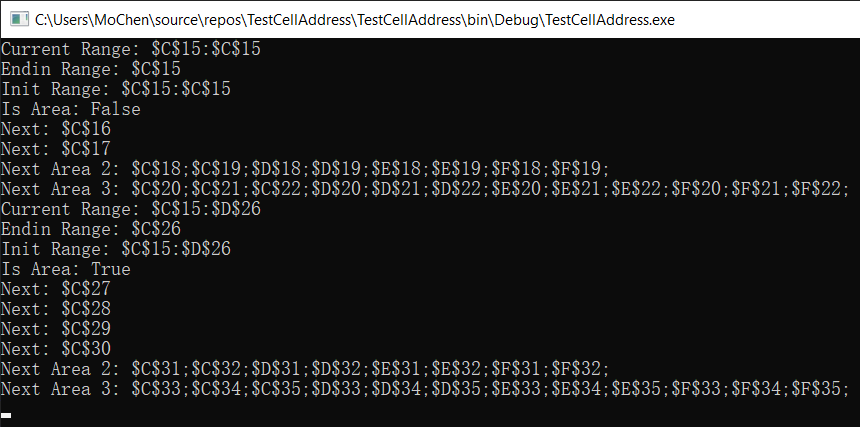 C:\Users\MoChen\source\repos\TestCellAddress\TestCellAddress\bin\Debug\TestCellAddress.exe
Current Range: $C$15:$C$15
Endin Range: $C$15
Init Range: $C$15:$C$15
Is Area: False
Next: $C$16
Next: $C$17
Next Area 2: $C$18;$C$19;$D$18;$D$19;$E$18;$E$19;$F$18;$F$19;
Next Area 3: $C$20;$C$21;$C$22;$D$20;$D$21;$D$22;$E$20;$E$21;$E$22;$F$20;$F$21;$F$22;
Current Range: $C$15:$D$26
Endin Range: $C$26
Init Range: $C$15:$D$26
Is Area: True
Next: $C$27
Next: $C$28
Next: $C$29
Next: $C$30
Next Area 2: $C$31;$C$32;$D$31;$D$32;$E$31;$E$32;$F$31;$F$32;
Next Area 3: $C$33;$C$34;$C$35;$D$33;$D$34;$D$35;$E$33;$E$34;$E$35;$F$33;$F$34;$F$35;